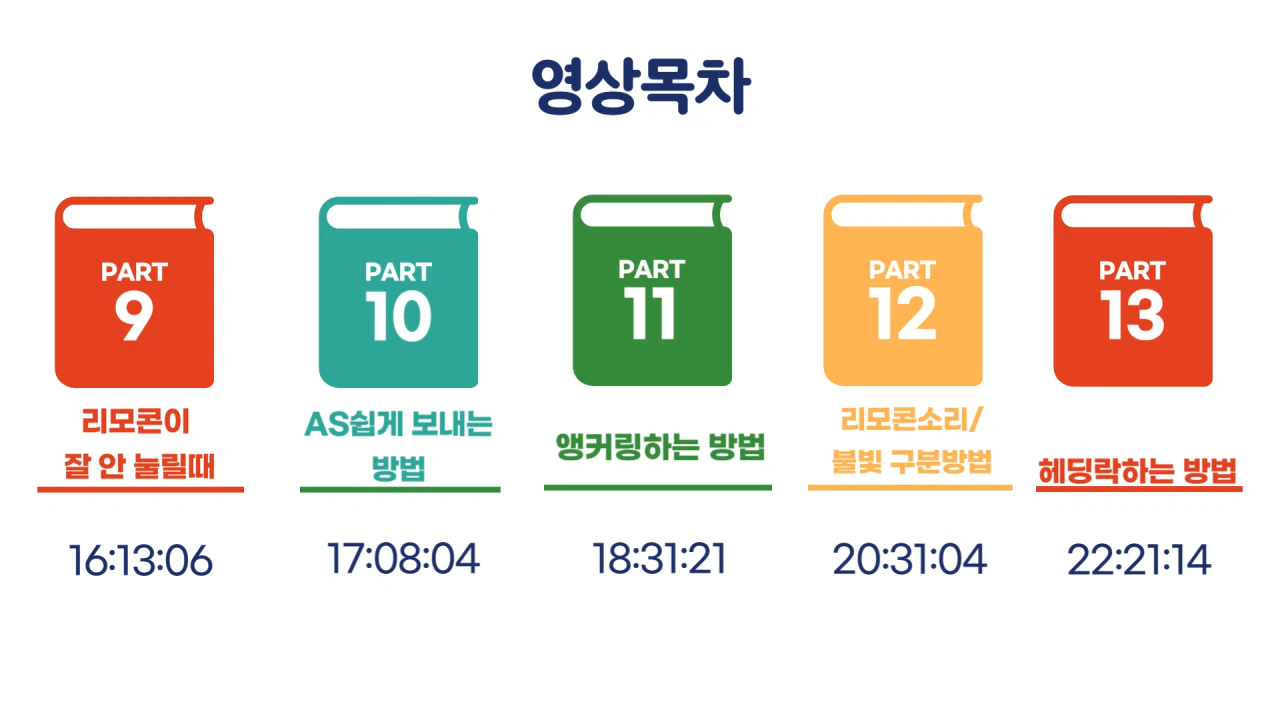 영상목차
PART
9
리모콘이
잘 안 눌릴때
16:13:06
PART
10
AS쉽게 보내는
방법
17:08:04
PART
11
앵커링하는 방법
18:31:21
PART
12
리모콘소리/
불빛 구분방법
20:31:04
PART
13
헤딩락하는 방법
22:21:14